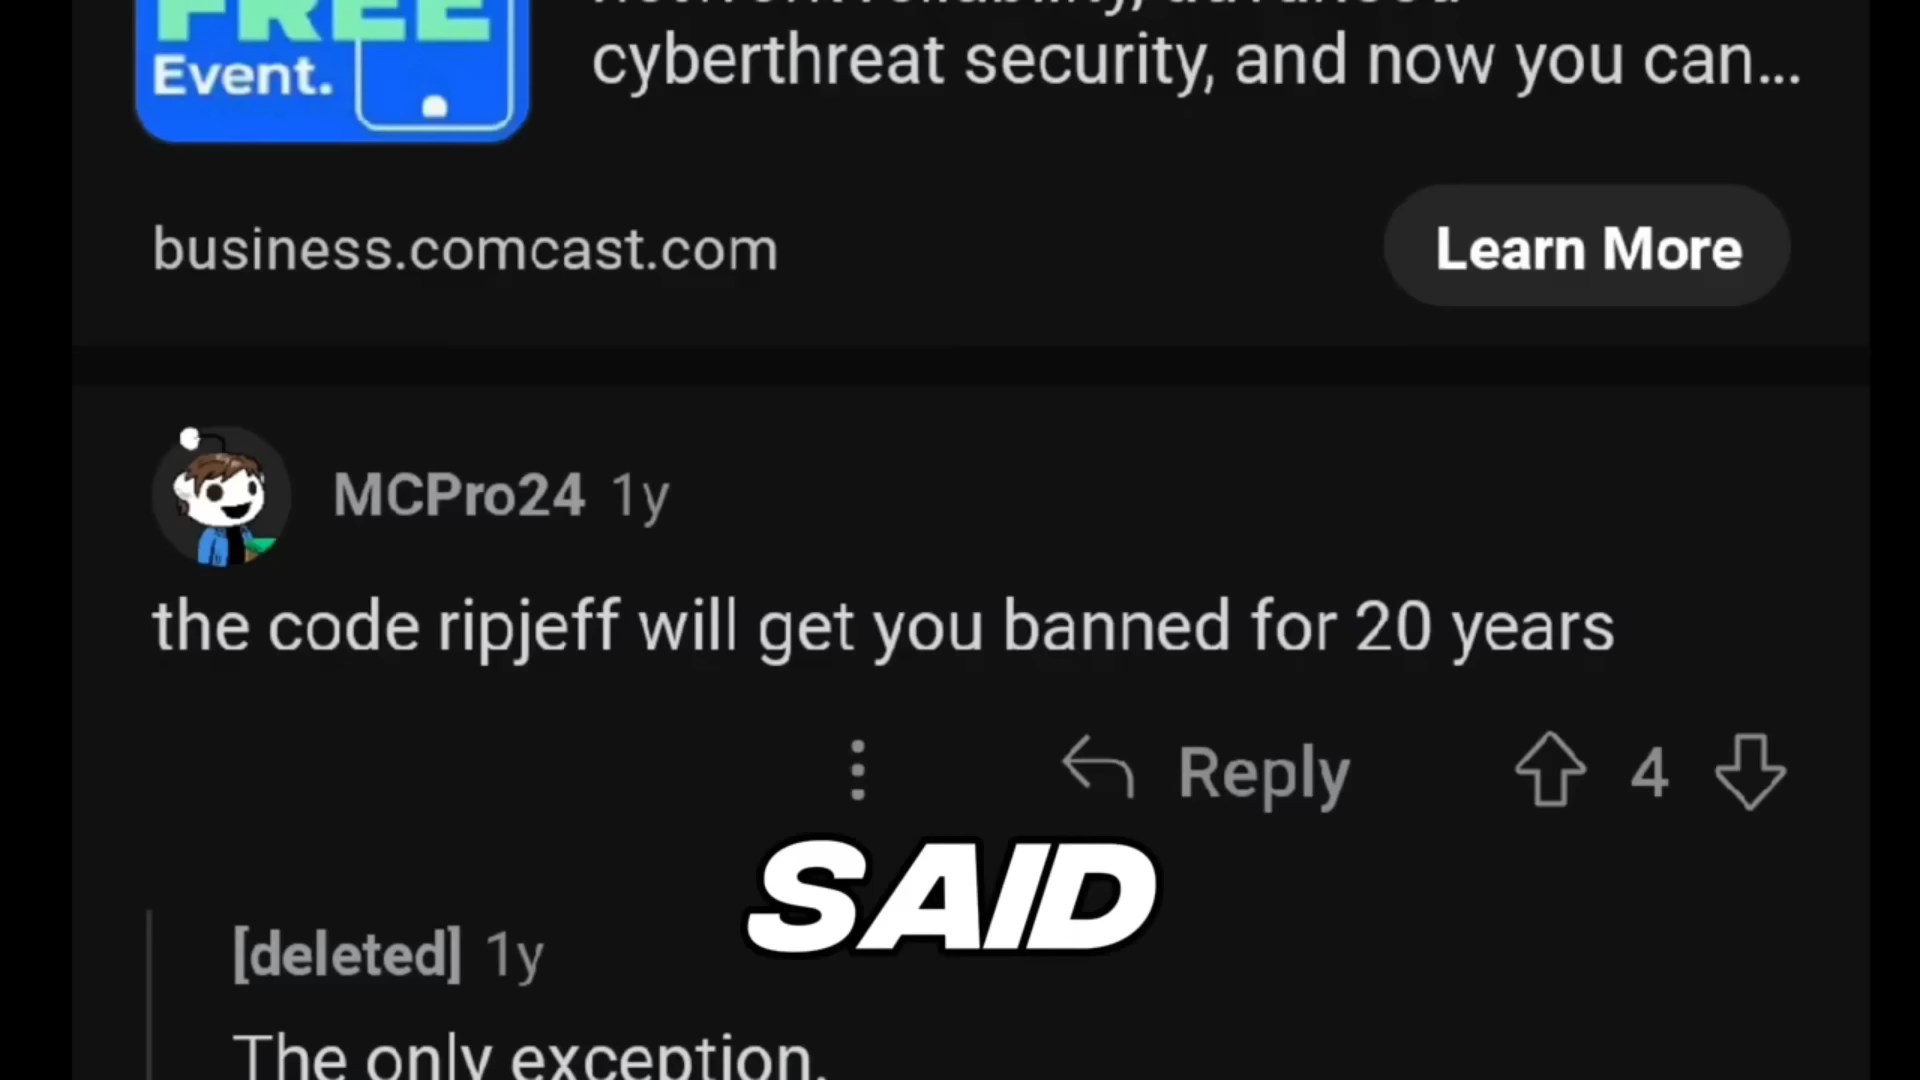 FREE
Event.
cyberthreat security, and now you can...
business.comcast.com
Learn More
MCPro24 1y
the code ripjeff will get you banned for 20 years
Reply 4
SAID
[deleted] 1y
The only exception.